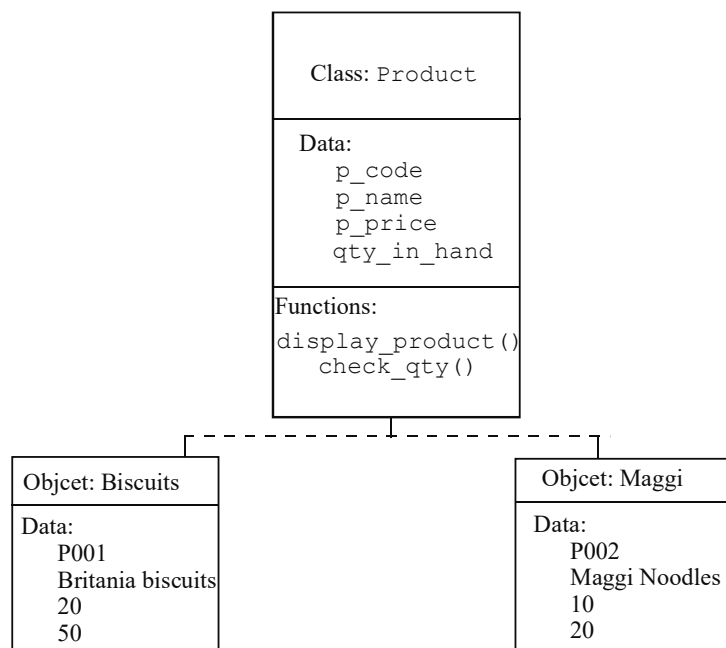 Class: Product
Data:
p_code
p_name
p_price
qty_in_hand
Functions:
display_product()
check_qty()
Objcet: Biscuits
Data:
P001
Britania biscuits
20
50
Objcet: Maggi
Data:
P002
Maggi Noodles
10
20